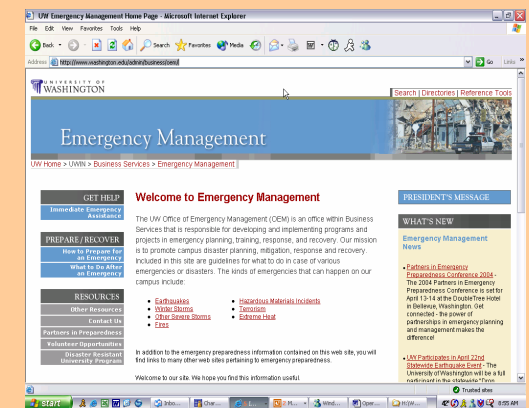 UW Emergency Management Home Page - Microsoft Internet Explorer
File Edit View Favorites Tools Help
Back Search Favorites Media
Address http://www.washington.edu/admin/business/oem/ Go Links
UNIVERSITY OF
WASHINGTON
Search | Directories | Reference Tools
Emergency Management
UW Home > UWIN > Business Services > Emergency Management
GET HELP
Immediate Emergency
Assistance
PREPARE / RECOVER
How to Prepare for
an Emergency
What to Do After
an Emergency
RESOURCES
Other Resources
Contact Us
Partners in Preparedness
Volunteer Opportunities
Disaster Resistant
University Program
Welcome to Emergency Management
The UW Office of Emergency Management (OEM) is an office within Business
Services that is responsible for developing and implementing programs and
projects in emergency planning, training, response, and recovery. Our mission
is to promote campus disaster planning, mitigation, response and recovery.
Included in this site are guidelines for what to do in case of various
emergencies or disasters. The kinds of emergencies that can happen on our
campus include:
• Earthquakes
• Winter Storms
• Other Severe Storms
• Fires
• Hazardous Materials Incidents
• Terrorism
• Extreme Heat
In addition to the emergency preparedness information contained on this web site, you will
find links to many other web sites pertaining to emergency preparedness.
Welcome to our site. We hope you find this information useful.
PRESIDENT'S MESSAGE
WHAT'S NEW
Emergency Management
News
• Partners in Emergency
Preparedness Conference 2004 -
The 2004 Partners in Emergency
Preparedness Conference is set for
April 13-14 at the DoubleTree Hotel
in Bellevue, Washington. Get
connected - the power of
partnerships in emergency planning
and management makes the
difference!
• UW Participates in April 22nd
Statewide Earthquake Event - The
University of Washington will be a full
participant in the statewide "Drop
Trusted sites
start Inbo... Char... 2 M... Wind... Oper... H:\W... 8:55 AM